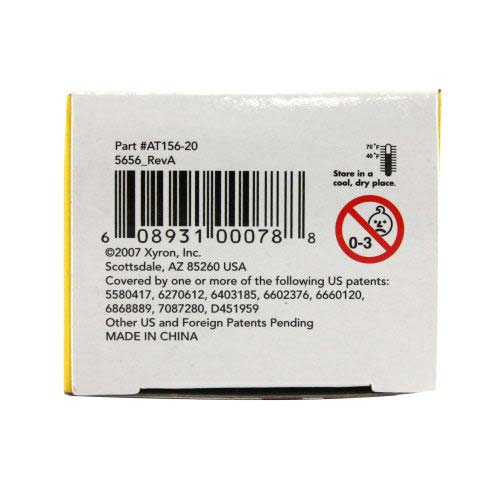 Part #AT156-20
5656_RevA
6 08931 00078 8
©2007 Xyron, Inc.
Scottsdale, AZ 85260 USA
Covered by one or more of the following US patents:
5580417, 6270612, 6403185, 6602376, 6660120,
6868889, 7087280, D451959
Other US and Foreign Patents Pending
MADE IN CHINA
70˚F
40˚F
Store in a
cool, dry place.
0-3